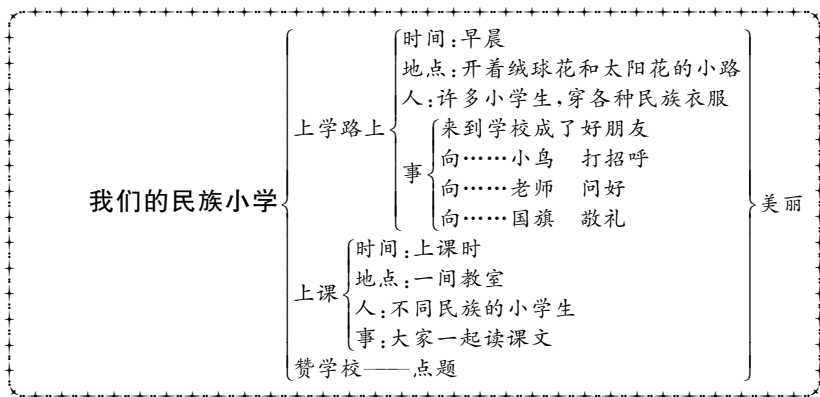 时间:早晨
地点:开着绒球花和太阳花的小路
人:许多小学生,穿各种民族衣服
上学路上
来到学校成了好朋友
向……小鸟 打招呼
事
向……老师 问好
我们的民族小学
美丽
向……国旗 敬礼
时间:上课时
地点:一间教室
上课
人:不同民族的小学生
事:大家一起读课文
赞学校——点题